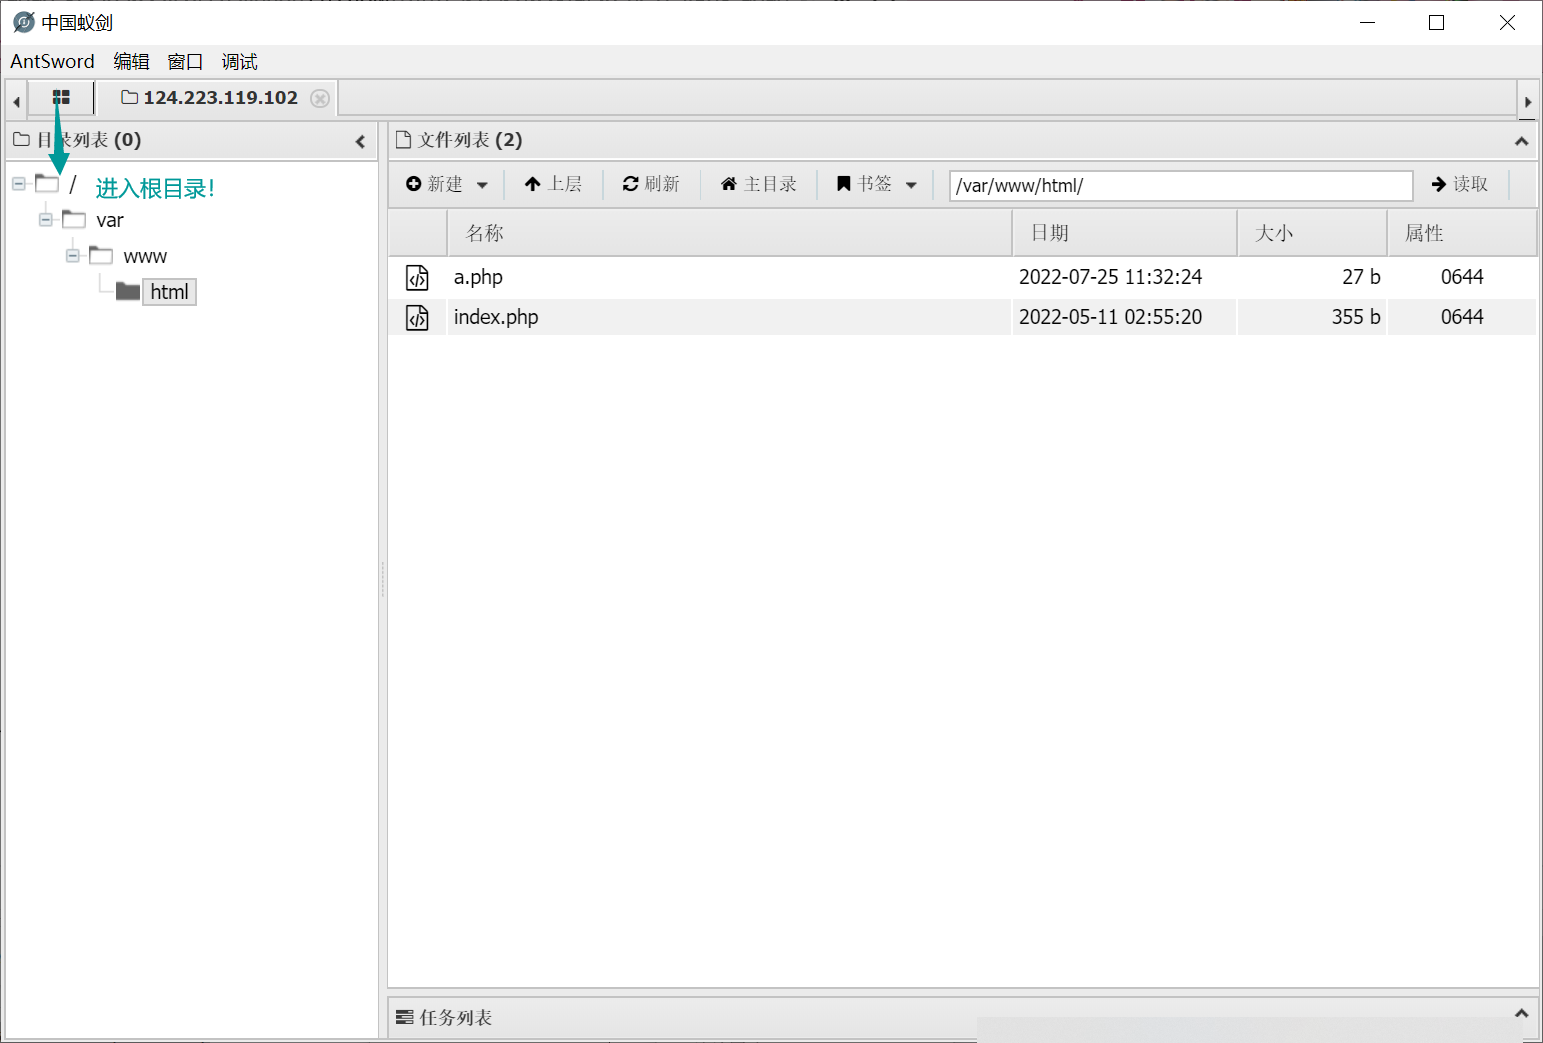 中国蚁剑
AntSword 编辑 窗口 调试
124.223.119.102
目录列表 (0)
文件列表 (2)
新建 上层 刷新 主目录 书签 /var/www/html/ 读取
/ 进入根目录!
var
www
html
名称 日期 大小 属性
a.php 2022-07-25 11:32:24 27 b 0644
index.php 2022-05-11 02:55:20 355 b 0644
任务列表